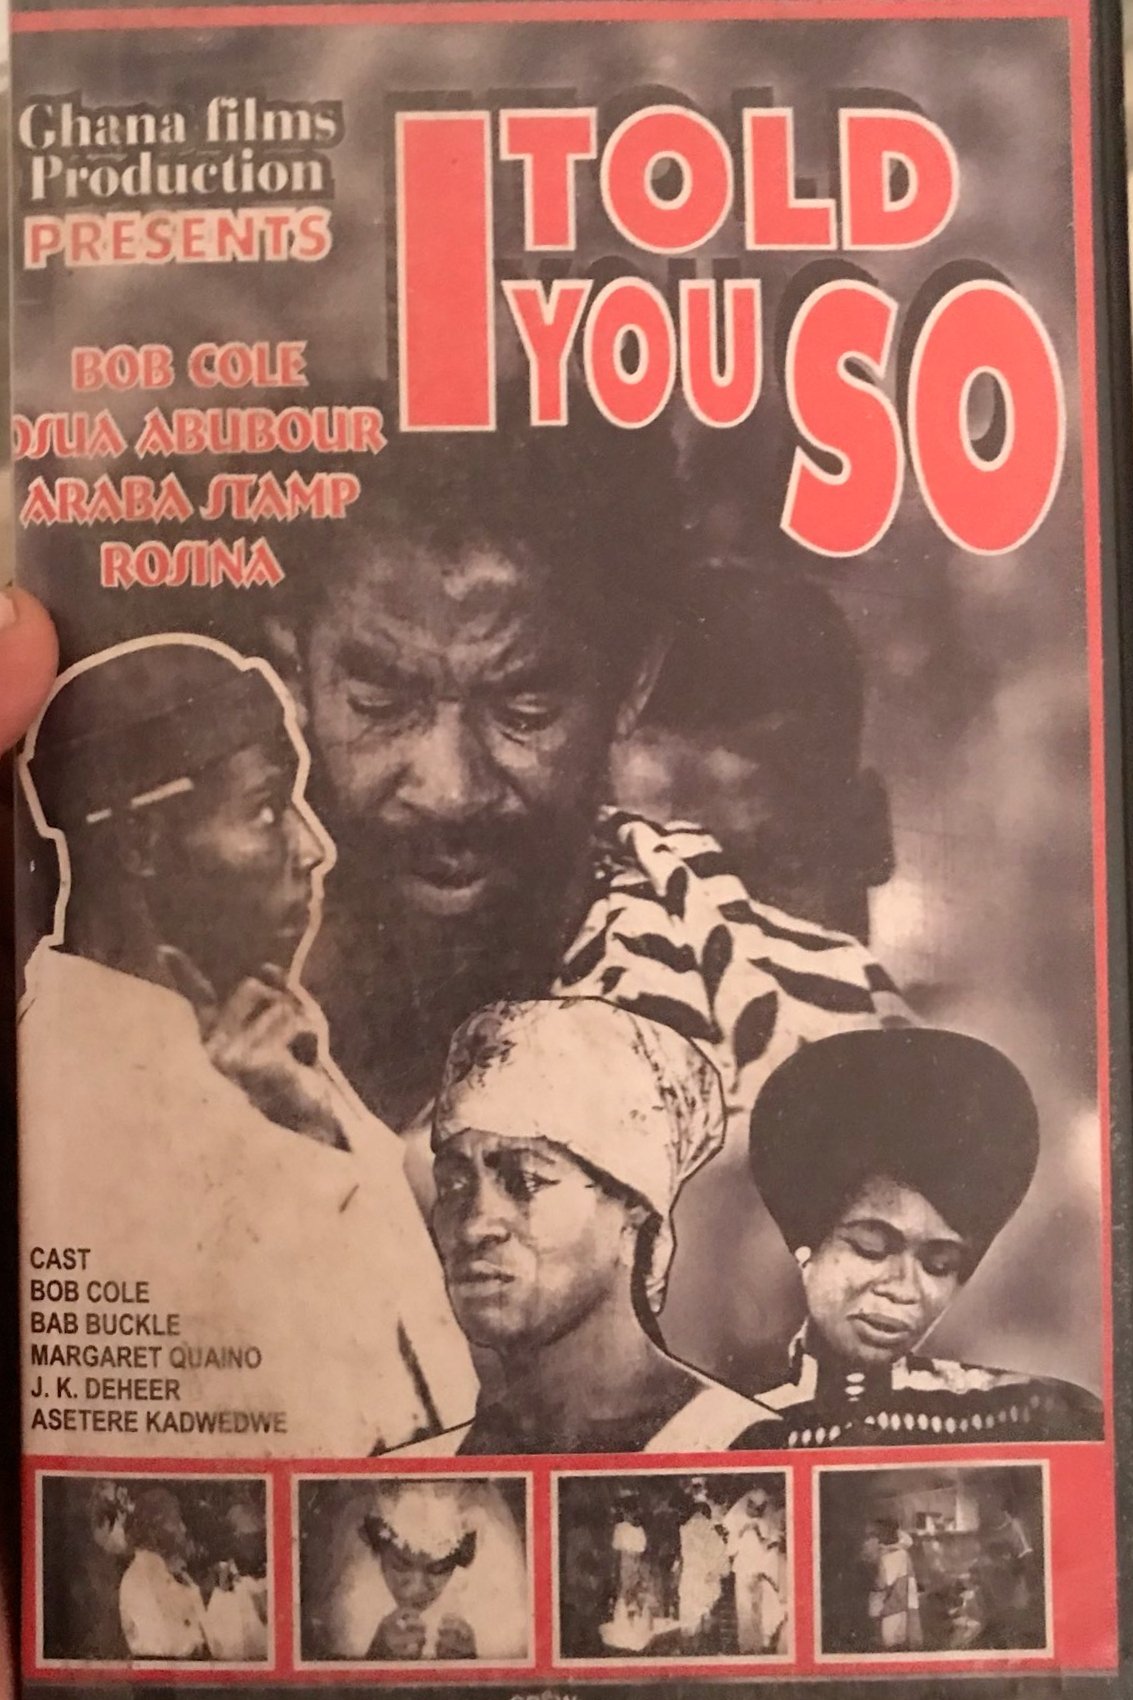 Ghana films
Production
PRESENTS
I TOLD
YOU SO
BOB COLE
OSUA ABUBOUR
ARABA STAMP
ROSINA
CAST
BOB COLE
BAB BUCKLE
MARGARET QUAINO
J. K. DEHEER
ASETERE KADWEDWE